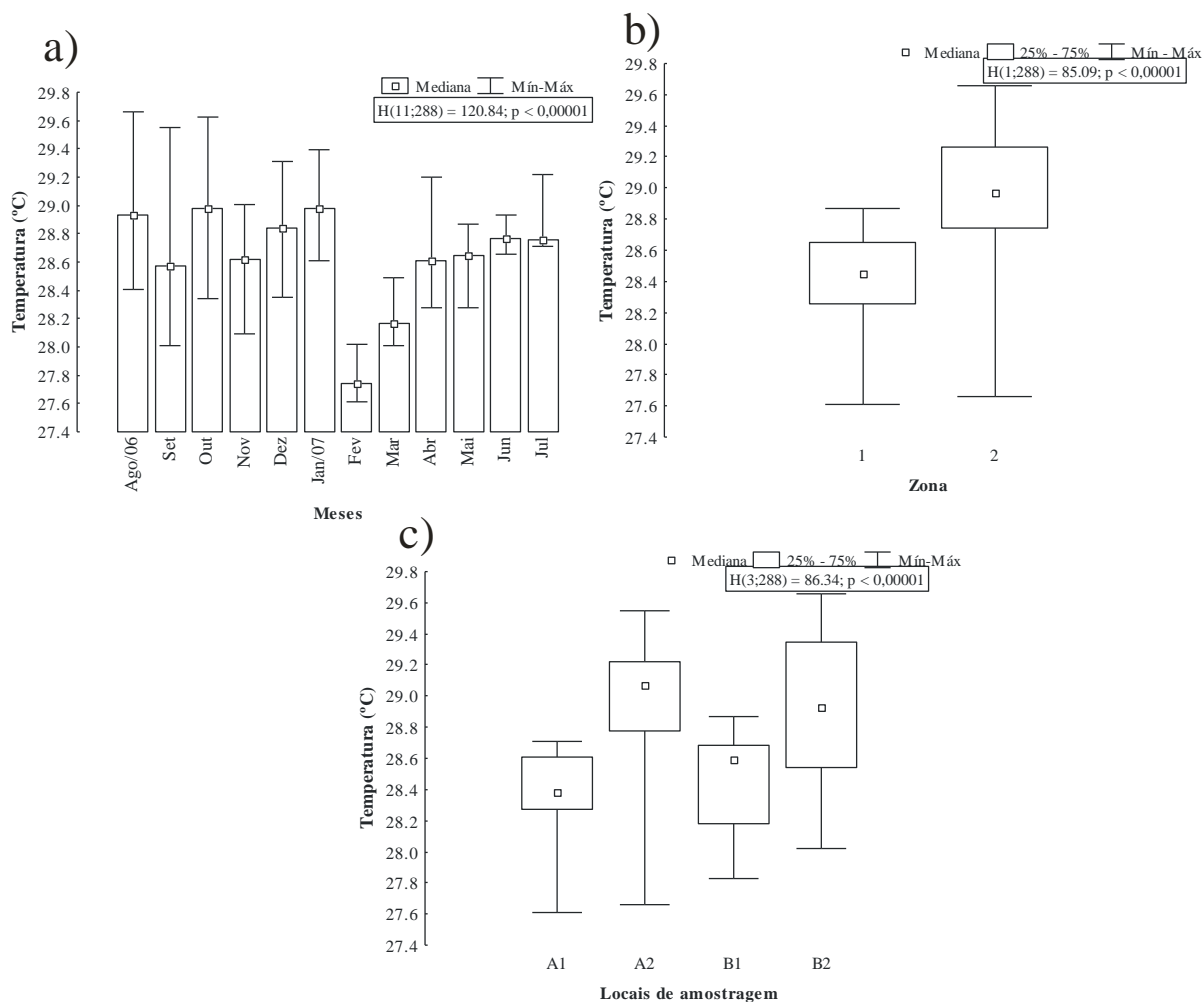 a)
Mediana Mín-Máx
H(11;288) = 120.84; p < 0,00001
29.8
29.6
29.4
29.2
29.0
28.8
28.6
28.4
28.2
28.0
27.8
27.6
27.4
Temperatura (ºC)
Ago/06 Set Out Nov Dez Jan/07 Fev Mar Abr Mai Jun Jul
Meses
b)
Mediana 25% - 75% Mín - Máx
H(1;288) = 85.09; p < 0,00001
29.8
29.6
29.4
29.2
29.0
28.8
28.6
28.4
28.2
28.0
27.8
27.6
27.4
Temperatura (ºC)
1 2
Zona
c)
Mediana 25% - 75% Mín-Máx
H(3;288) = 86.34; p < 0,00001
29.8
29.6
29.4
29.2
29.0
28.8
28.6
28.4
28.2
28.0
27.8
27.6
27.4
Temperatura (ºC)
A1 A2 B1 B2
Locais de amostragem